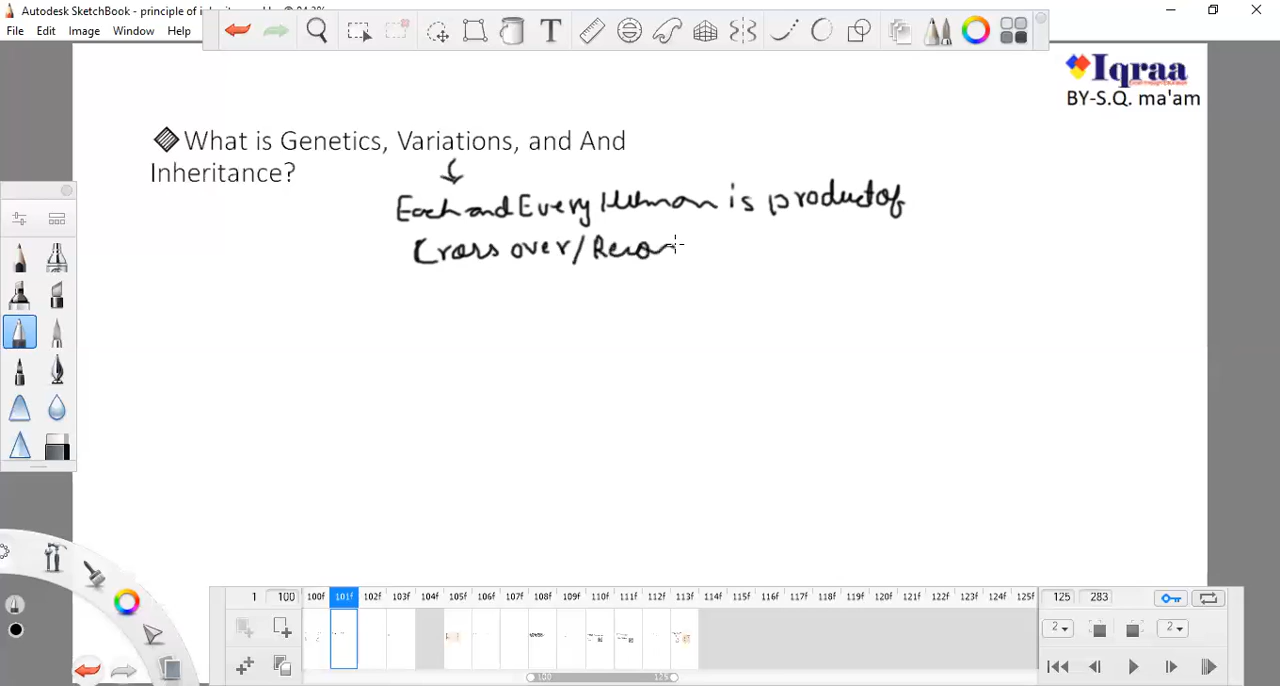 Autodesk SketchBook - principle of i
File Edit Image Window Help
Iqraa
BY-S.Q. ma'am
What is Genetics, Variations, and And
Inheritance?
Each and Every Human is product of
Cross over/Recom
1 100 100f 101f 102f 103f 104f 105f 106f 107f 108f 109f 110f 111f 112f 113f 114f 115f 116f 117f 118f 119f 120f 121f 122f 123f 124f 125f 125 283
2 2
100 125